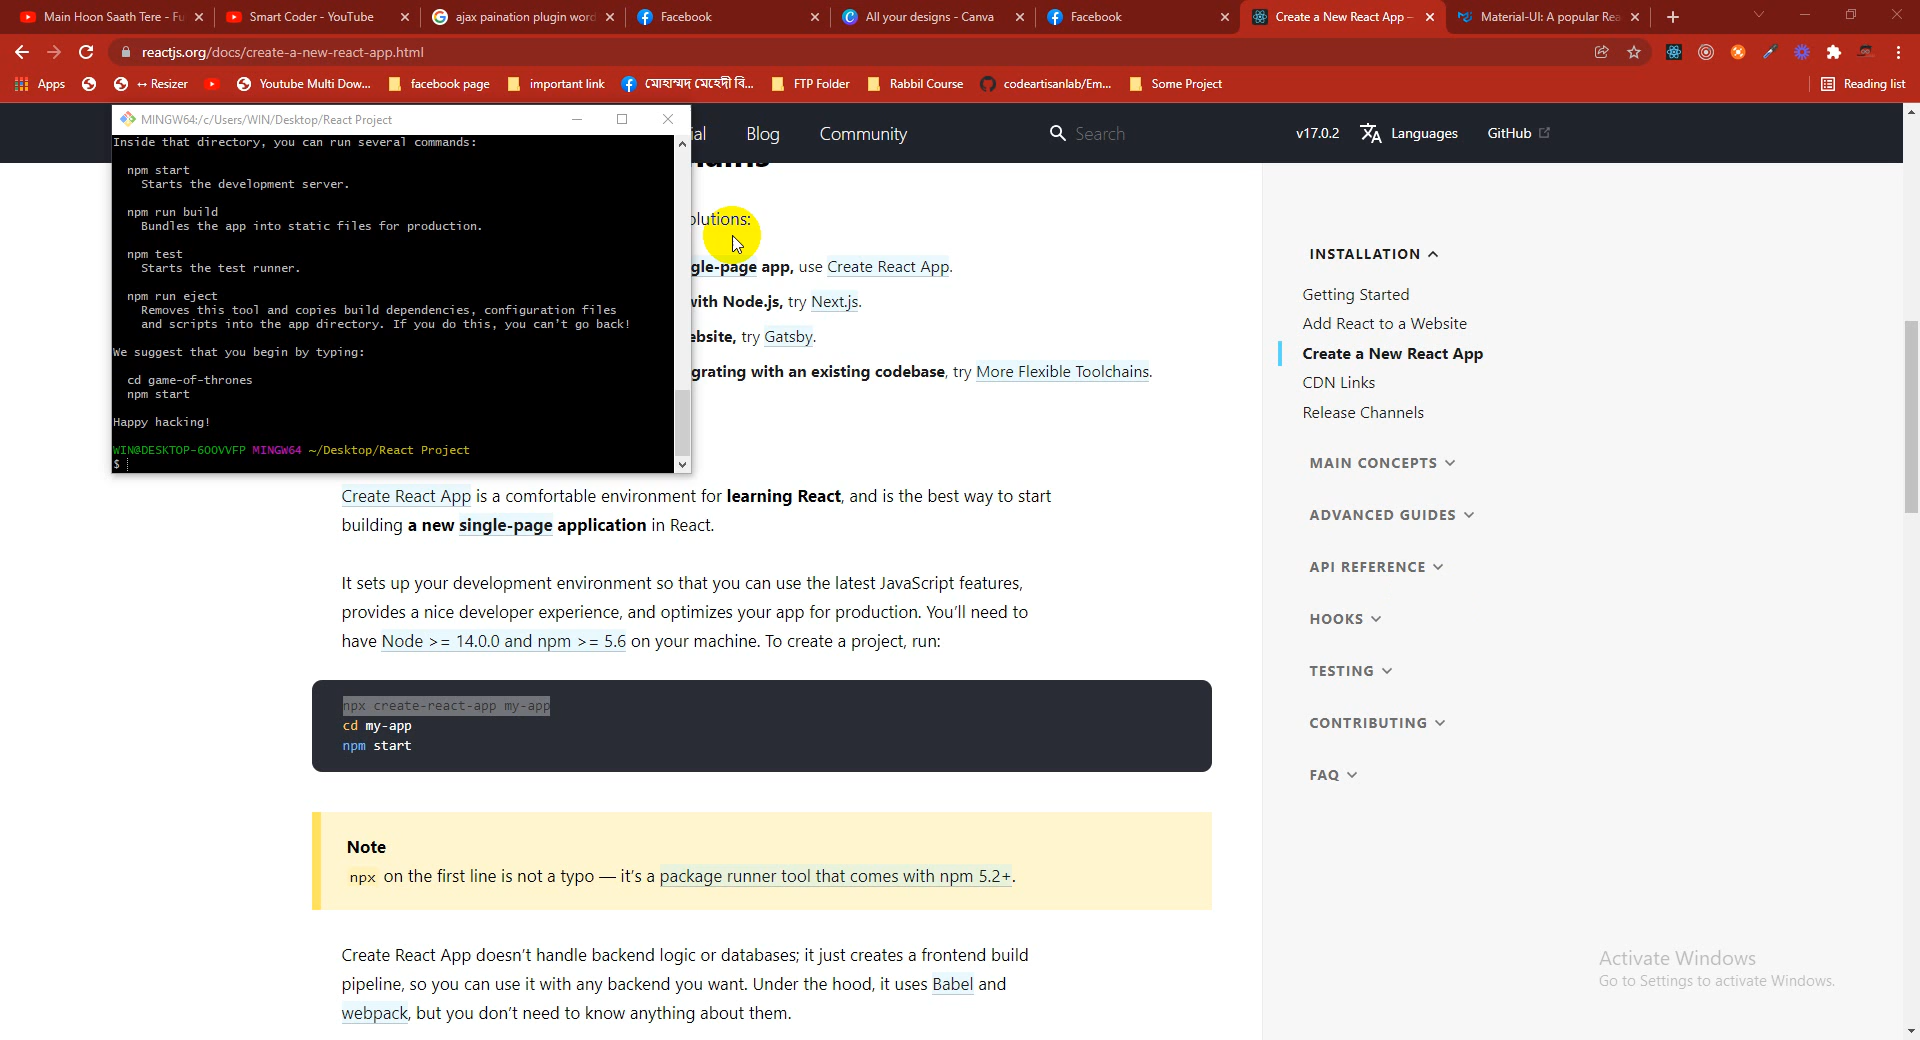 Main Hoon Saath Tere - Fu
Smart Coder - YouTube
ajax paination plugin word
Facebook
All your designs - Canva
Facebook
Create a New React App –
Material-UI: A popular Rea
reactjs.org/docs/create-a-new-react-app.html
Apps
↔ Resizer
Youtube Multi Dow...
facebook page
important link
মোহাম্মদ মেহেদী বি...
FTP Folder
Rabbil Course
codeartisanlab/Em...
Some Project
Reading list
MINGW64:/c/Users/WIN/Desktop/React Project
Inside that directory, you can run several commands:
npm start
Starts the development server.
npm run build
Bundles the app into static files for production.
npm test
Starts the test runner.
npm run eject
Removes this tool and copies build dependencies, configuration files
and scripts into the app directory. If you do this, you can't go back!
We suggest that you begin by typing:
cd game-of-thrones
npm start
Happy hacking!
WIN@DESKTOP-6OOVVFP MINGW64 ~/Desktop/React Project
$
ial
Blog
Community
Search
v17.0.2
Languages
GitHub
olutions:
gle-page app, use Create React App.
with Node.js, try Next.js.
ebsite, try Gatsby.
grating with an existing codebase, try More Flexible Toolchains.
Create React App is a comfortable environment for learning React, and is the best way to start
building a new single-page application in React.
It sets up your development environment so that you can use the latest JavaScript features,
provides a nice developer experience, and optimizes your app for production. You'll need to
have Node >= 14.0.0 and npm >= 5.6 on your machine. To create a project, run:
npx create-react-app my-app
cd my-app
npm start
Note
npx on the first line is not a typo — it's a package runner tool that comes with npm 5.2+.
Create React App doesn't handle backend logic or databases; it just creates a frontend build
pipeline, so you can use it with any backend you want. Under the hood, it uses Babel and
webpack, but you don't need to know anything about them.
INSTALLATION
Getting Started
Add React to a Website
Create a New React App
CDN Links
Release Channels
MAIN CONCEPTS
ADVANCED GUIDES
API REFERENCE
HOOKS
TESTING
CONTRIBUTING
FAQ
Activate Windows
Go to Settings to activate Windows.